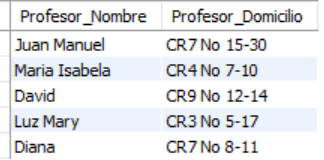 Profesor_Nombre Profesor_Domicilio
Juan Manuel CR7 No 15-30
Maria Isabela CR4 No 7-10
David CR9 No 12-14
Luz Mary CR3 No 5-17
Diana CR7 No 8-11